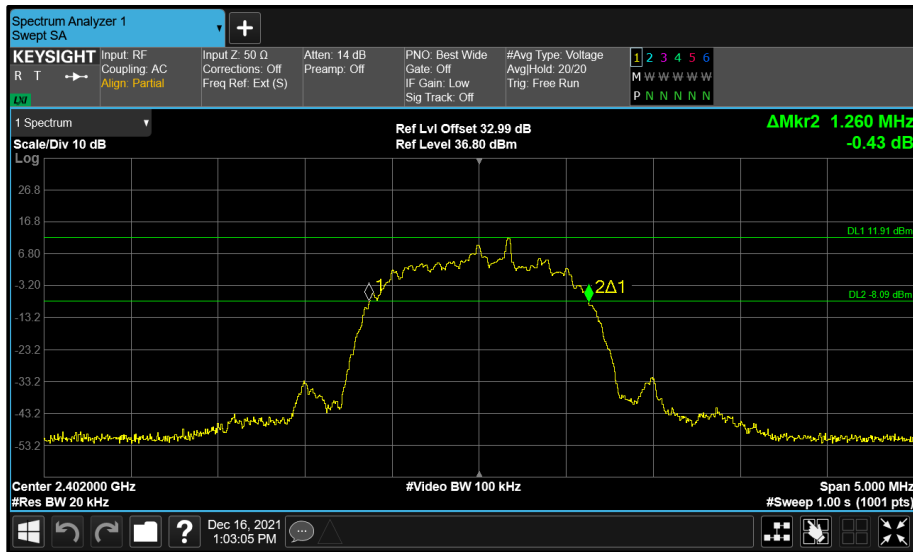 Spectrum Analyzer 1
Swept SA
+
KEYSIGHT
R T
LXI
Input: RF
Coupling: AC
Align: Partial
Input Z: 50 Ω
Corrections: Off
Freq Ref: Ext (S)
Atten: 14 dB
Preamp: Off
PNO: Best Wide
Gate: Off
IF Gain: Low
Sig Track: Off
#Avg Type: Voltage
Avg|Hold: 20/20
Trig: Free Run
1 2 3 4 5 6
M W W W W W
P N N N N N
1 Spectrum
Scale/Div 10 dB
Log
Ref Lvl Offset 32.99 dB
Ref Level 36.80 dBm
ΔMkr2 1.260 MHz
-0.43 dB
26.8
16.8
DL1 11.91 dBm
6.80
-3.20
1
2Δ1
DL2 -8.09 dBm
-13.2
-23.2
-33.2
-43.2
-53.2
Center 2.402000 GHz
#Res BW 20 kHz
#Video BW 100 kHz
Span 5.000 MHz
#Sweep 1.00 s (1001 pts)
?
Dec 16, 2021
1:03:05 PM